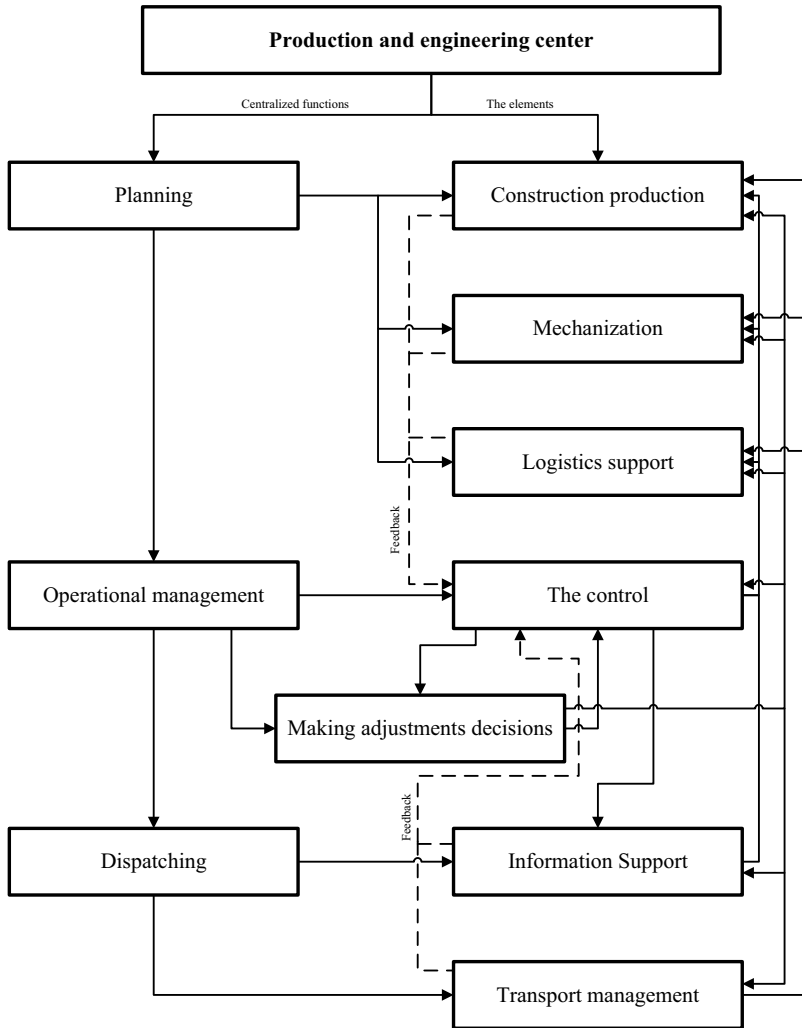 Production and engineering center
Centralized functions
The elements
Planning
Construction production
Mechanization
Logistics support
Feedback
Operational management
The control
Making adjustments decisions
Feedback
Dispatching
Information Support
Transport management